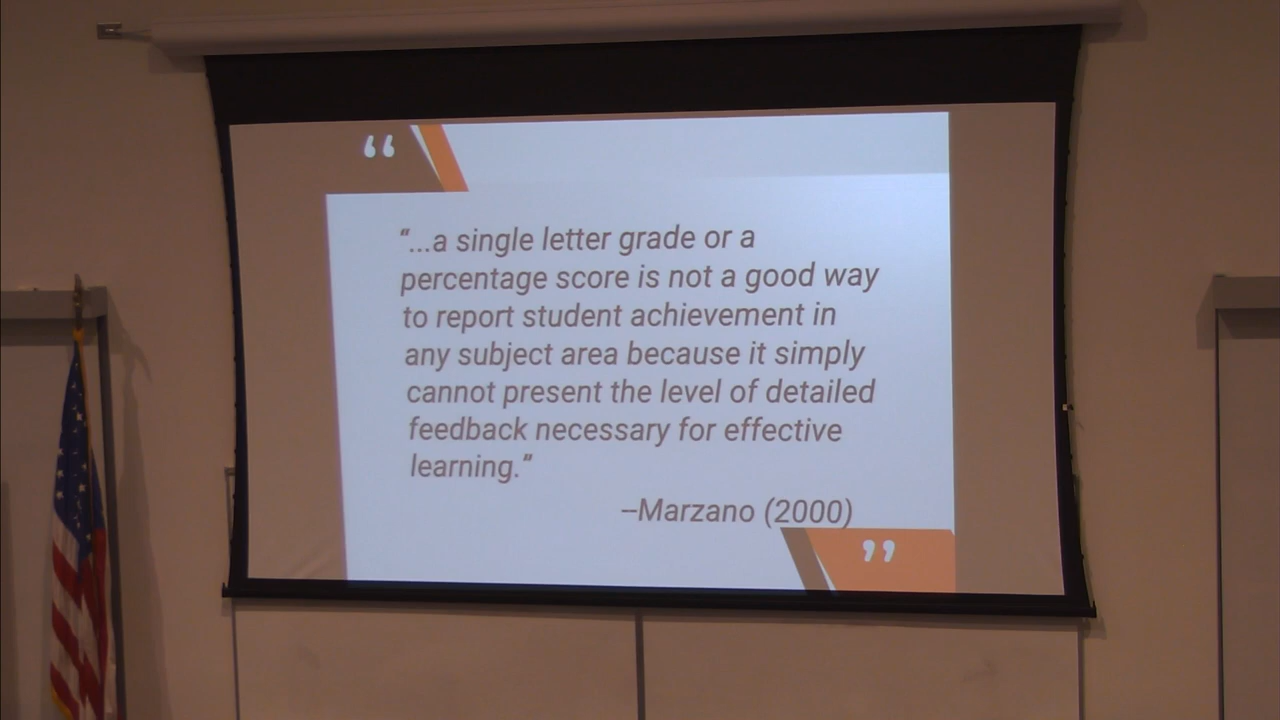 “
“...a single letter grade or a
percentage score is not a good way
to report student achievement in
any subject area because it simply
cannot present the level of detailed
feedback necessary for effective
learning.”
–Marzano (2000)
”